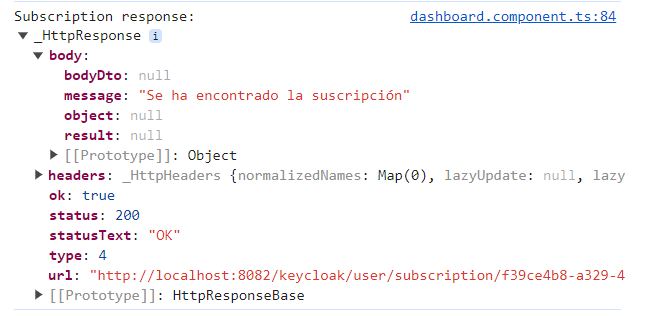 Subscription response: dashboard.component.ts:84
▼ _HttpResponse i
▼ body:
bodyDto: null
message: "Se ha encontrado la suscripción"
object: null
result: null
▶ [[Prototype]]: Object
▶ headers: _HttpHeaders {normalizedNames: Map(0), lazyUpdate: null, lazy
ok: true
status: 200
statusText: "OK"
type: 4
url: "http://localhost:8082/keycloak/user/subscription/f39ce4b8-a329-4
▶ [[Prototype]]: HttpResponseBase